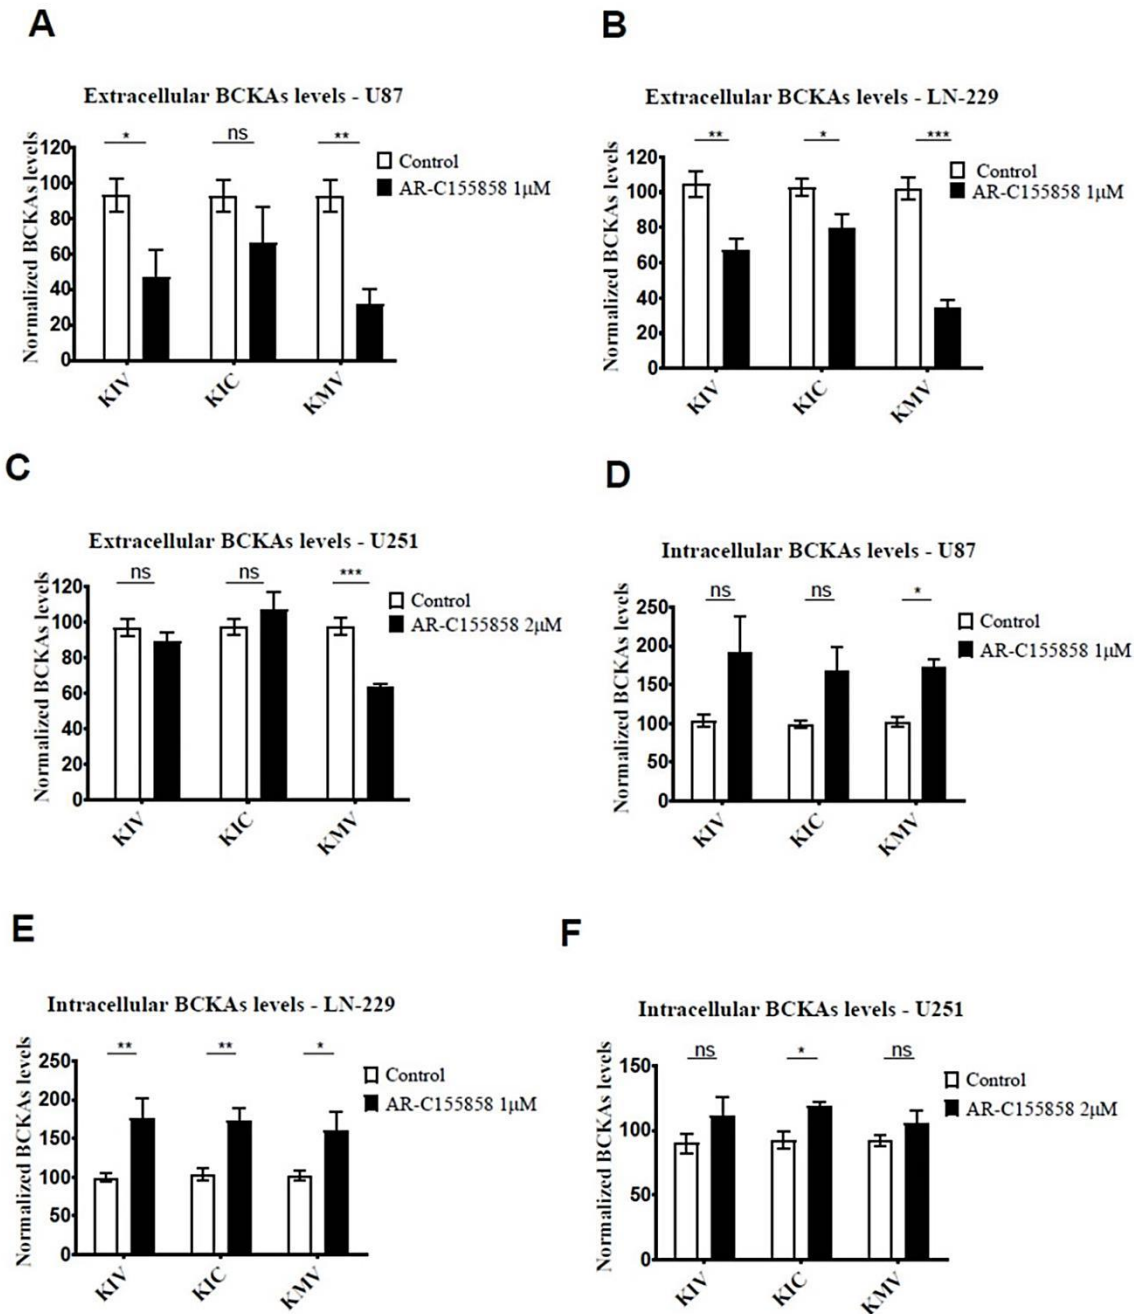 A
Extracellular BCKAs levels - U87
Normalized BCKAs levels
120
100
80
60
40
20
0
*
ns
**
Control
AR-C155858 1μM
KIV
KIC
KMV
B
Extracellular BCKAs levels - LN-229
Normalized BCKAs levels
120
100
80
60
40
20
0
**
*
***
Control
AR-C155858 1μM
KIV
KIC
KMV
C
Extracellular BCKAs levels - U251
Normalized BCKAs levels
120
100
80
60
40
20
0
ns
ns
***
Control
AR-C155858 2μM
KIV
KIC
KMV
D
Intracellular BCKAs levels - U87
Normalized BCKAs levels
250
200
150
100
50
0
ns
ns
*
Control
AR-C155858 1μM
KIV
KIC
KMV
E
Intracellular BCKAs levels - LN-229
Normalized BCKAs levels
250
200
150
100
50
0
**
**
*
Control
AR-C155858 1μM
KIV
KIC
KMV
F
Intracellular BCKAs levels - U251
Normalized BCKAs levels
150
100
50
0
ns
*
ns
Control
AR-C155858 2μM
KIV
KIC
KMV